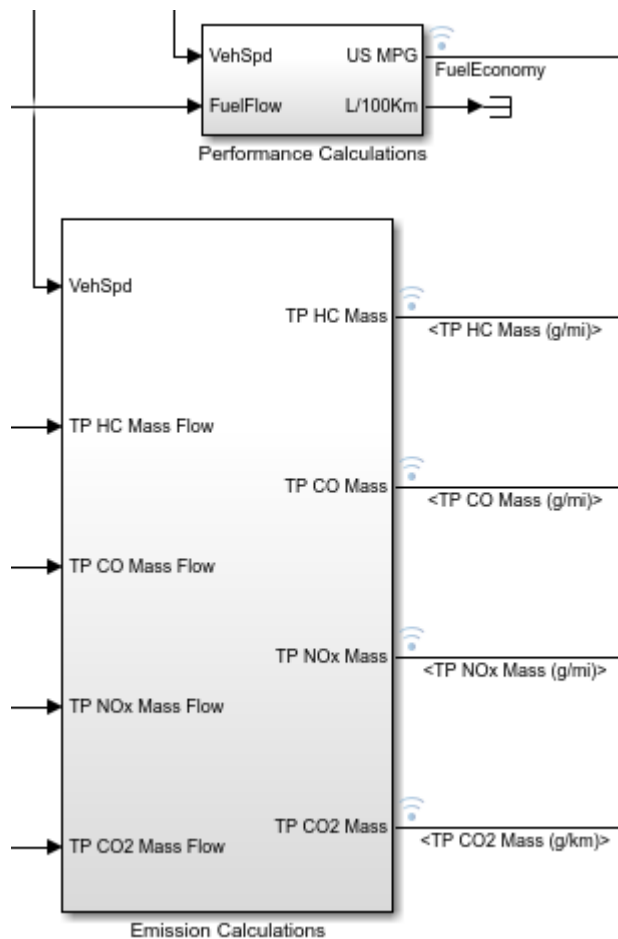 VehSpd US MPG
FuelEconomy
FuelFlow L/100Km
Performance Calculations
VehSpd
TP HC Mass
<TP HC Mass (g/mi)>
TP HC Mass Flow
TP CO Mass
<TP CO Mass (g/mi)>
TP CO Mass Flow
TP NOx Mass
<TP NOx Mass (g/mi)>
TP NOx Mass Flow
TP CO2 Mass
<TP CO2 Mass (g/km)>
TP CO2 Mass Flow
Emission Calculations